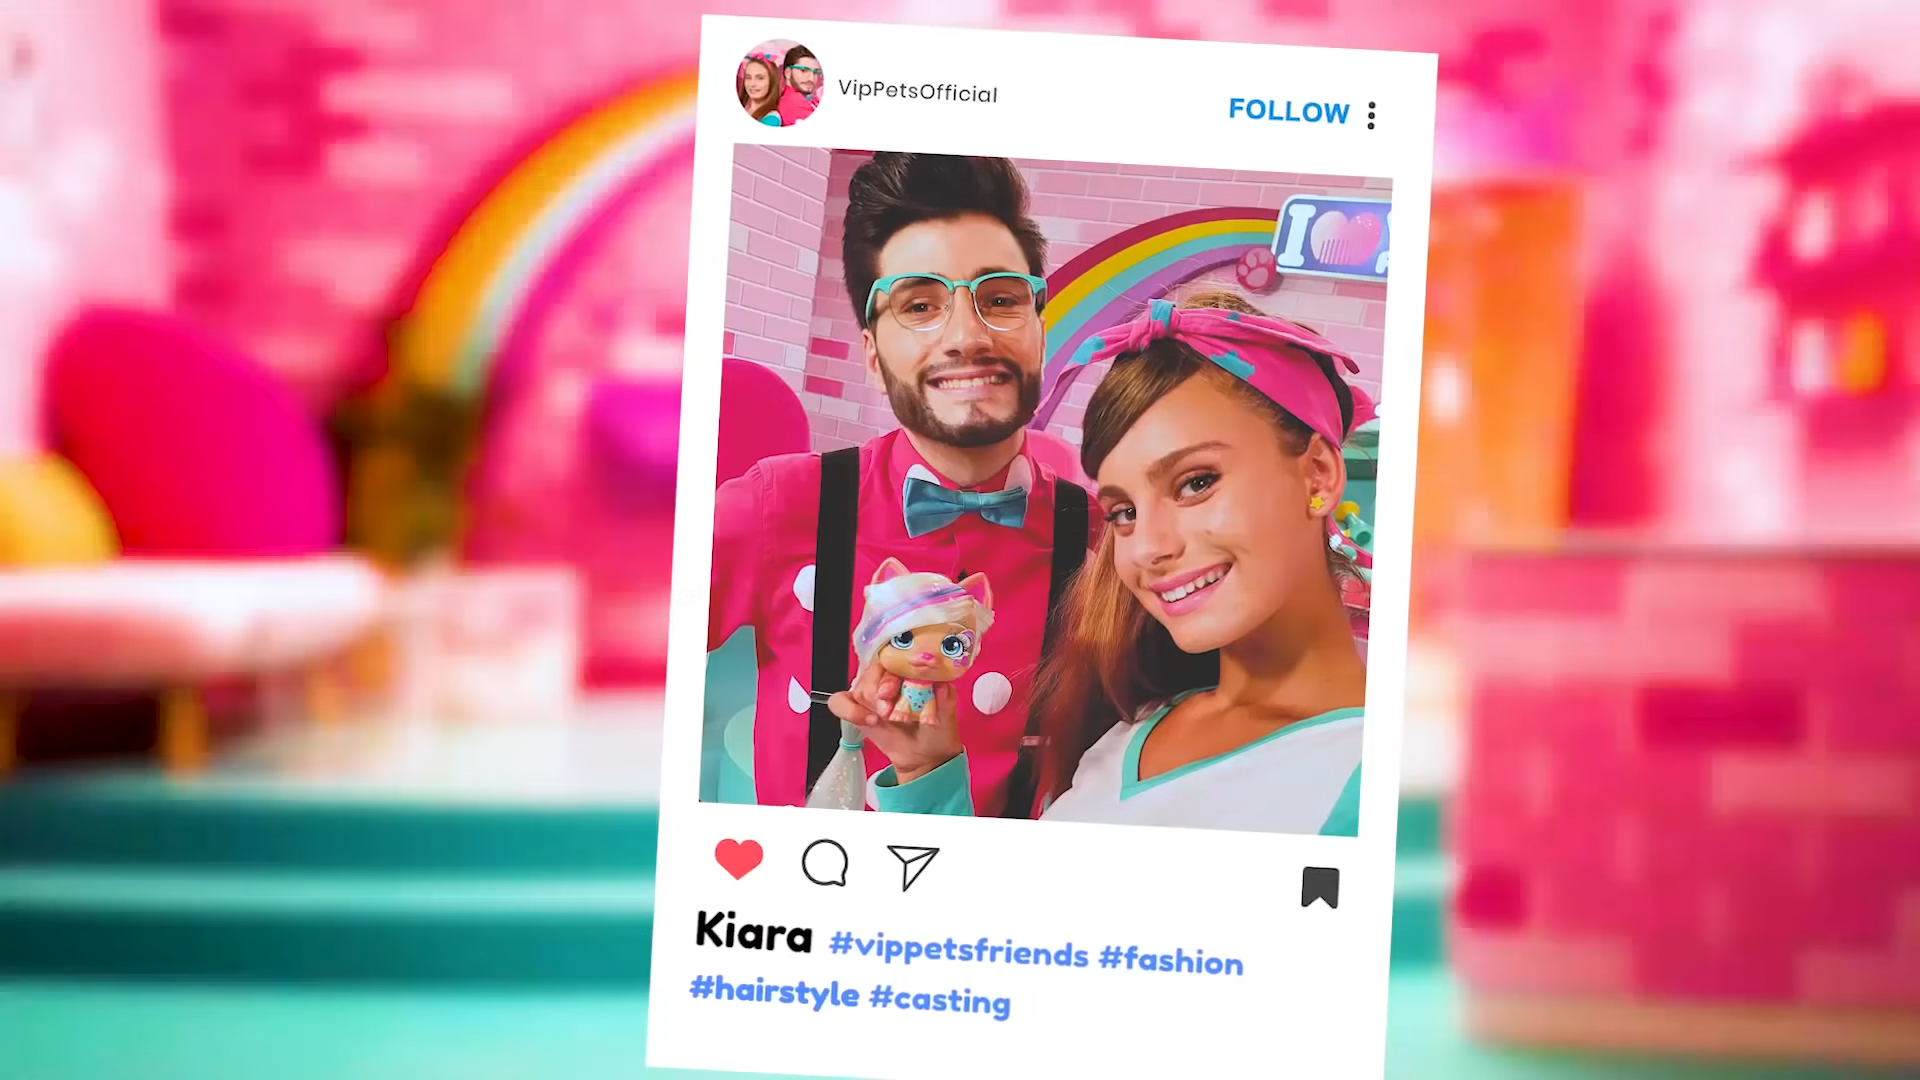 VipPetsOfficial
FOLLOW
I
Kiara #vippetsfriends #fashion
#hairstyle #casting